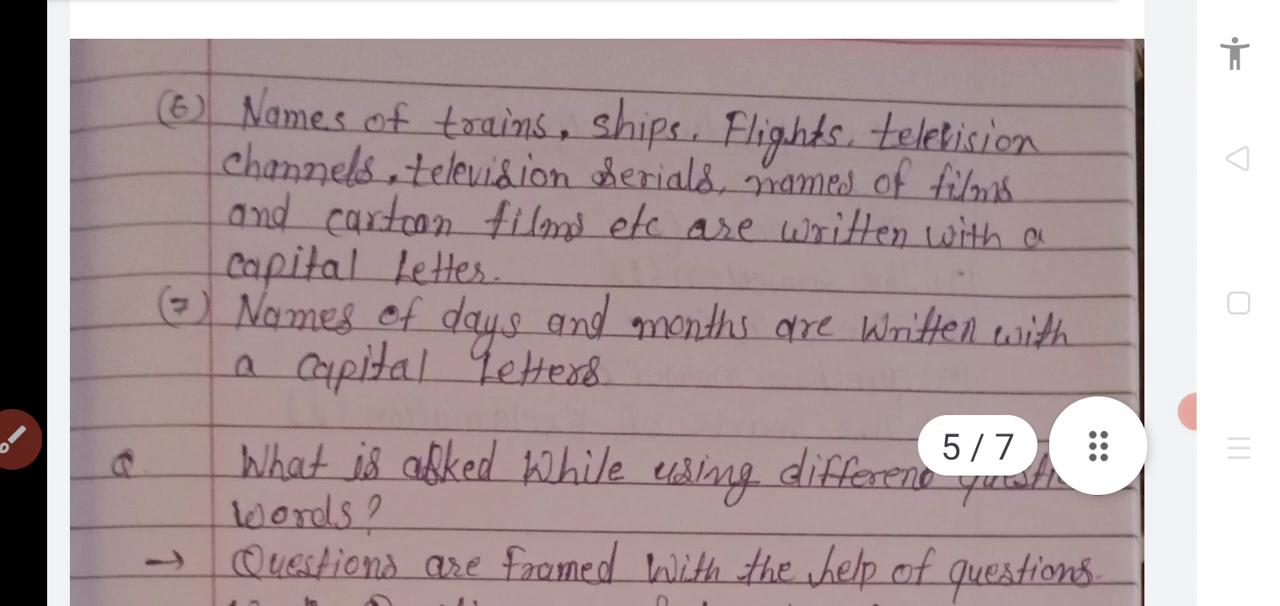 (6) Names of trains, ships, Flights, television
channels, television serials, names of films
and cartoon films etc are written with a
capital Letter.
(7) Names of days and months are written with
a capital Letters
Q. What is asked While using different
words?
→ Questions are framed With the help of questions
5 / 7